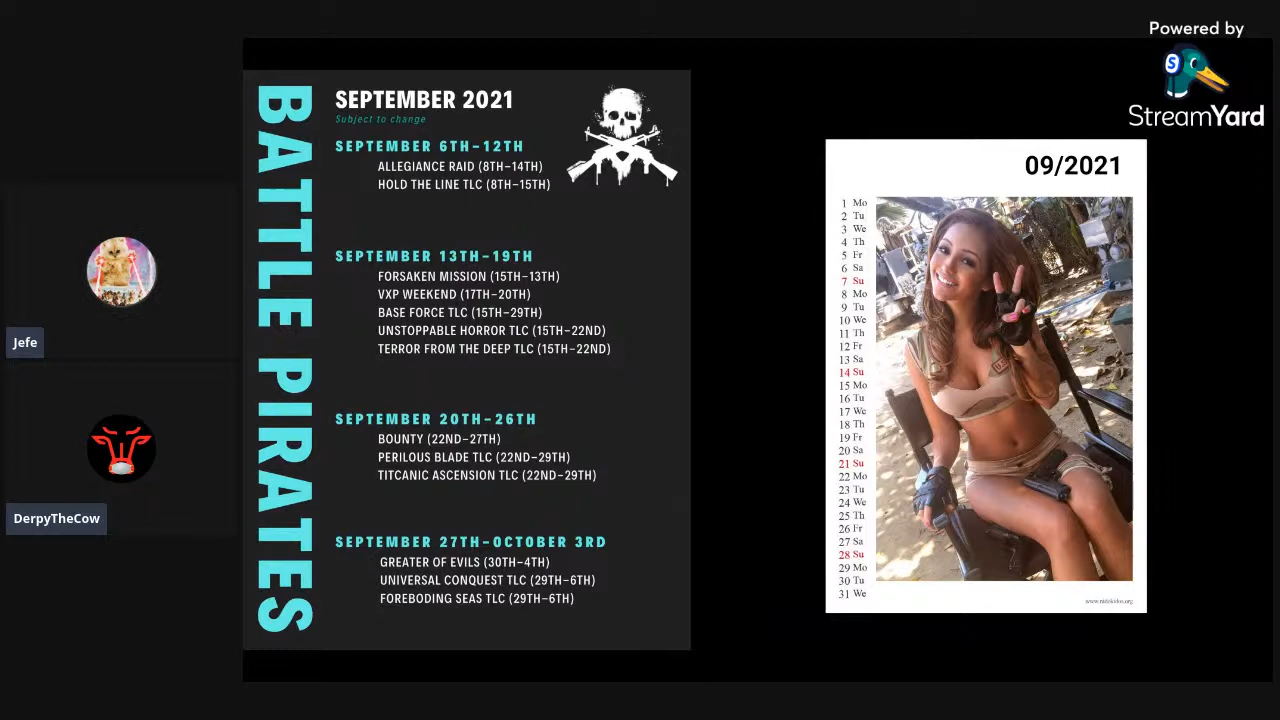 Powered by
StreamYard
Jefe
DerpyTheCow
BATTLE PIRATES
SEPTEMBER 2021
Subject to change
SEPTEMBER 6TH-12TH
ALLEGIANCE RAID (8TH-14TH)
HOLD THE LINE TLC (8TH-15TH)
SEPTEMBER 13TH-19TH
FORSAKEN MISSION (15TH-13TH)
VXP WEEKEND (17TH-20TH)
BASE FORCE TLC (15TH-29TH)
UNSTOPPABLE HORROR TLC (15TH-22ND)
TERROR FROM THE DEEP TLC (15TH-22ND)
SEPTEMBER 20TH-26TH
BOUNTY (22ND-27TH)
PERILOUS BLADE TLC (22ND-29TH)
TITCANIC ASCENSION TLC (22ND-29TH)
SEPTEMBER 27TH-OCTOBER 3RD
GREATER OF EVILS (30TH-4TH)
UNIVERSAL CONQUEST TLC (29TH-6TH)
FOREBODING SEAS TLC (29TH-6TH)
09/2021
1 Mo
2 Tu
3 We
4 Th
5 Fr
6 Sa
7 Su
8 Mo
9 Tu
10 We
11 Th
12 Fr
13 Sa
14 Su
15 Mo
16 Tu
17 We
18 Th
19 Fr
20 Sa
21 Su
22 Mo
23 Tu
24 We
25 Th
26 Fr
27 Sa
28 Su
29 Mo
30 Tu
31 We